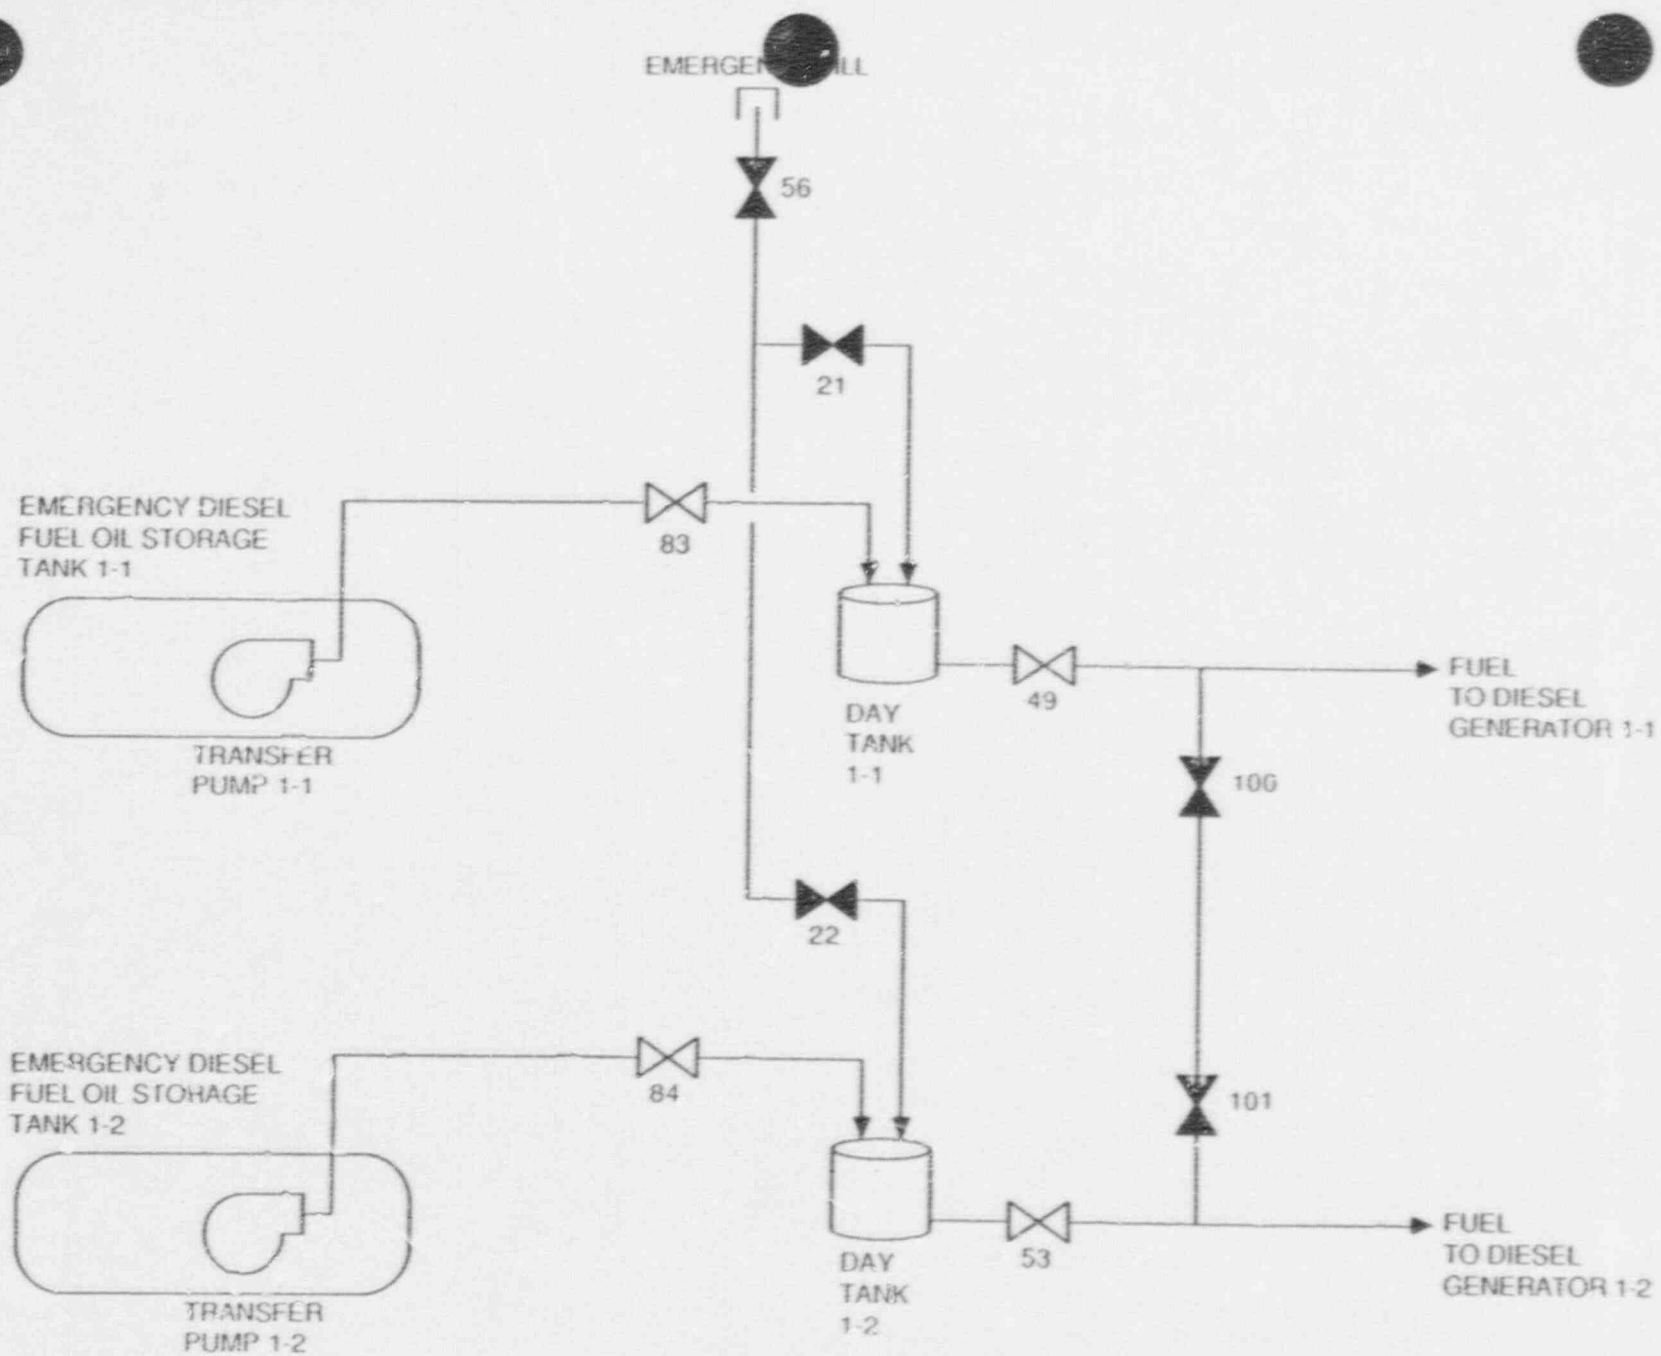 EMERGEN ILL
56
21
EMERGENCY DIESEL
FUEL OIL STORAGE
TANK 1-1
83
49
FUEL
TO DIESEL
GENERATOR 1-1
DAY
TANK
1-1
TRANSFER
PUMP 1-1
100
22
EMERGENCY DIESEL
FUEL OIL STORAGE
TANK 1-2
84
101
53
FUEL
TO DIESEL
GENERATOR 1-2
DAY
TANK
1-2
TRANSFER
PUMP 1-2